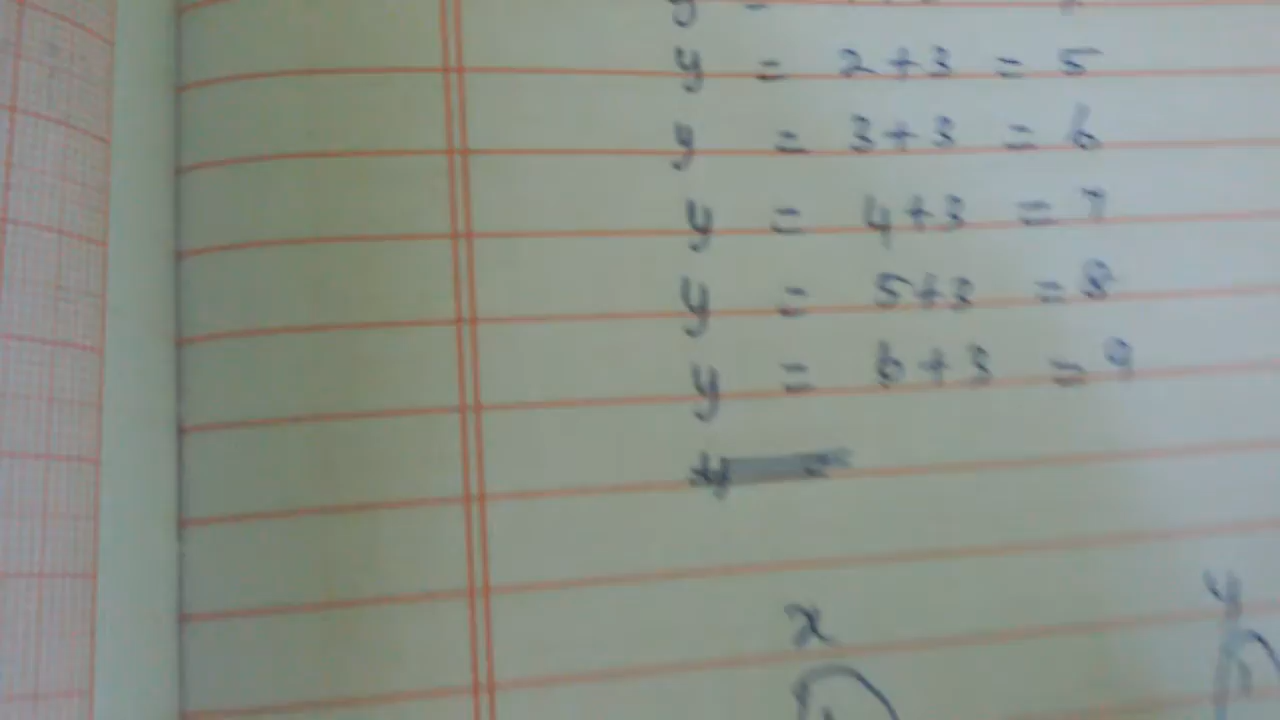 y = 2+3 = 5
y = 3+3 = 6
y = 4+3 = 7
y = 5+3 = 8
y = 6+3 = 9
x y